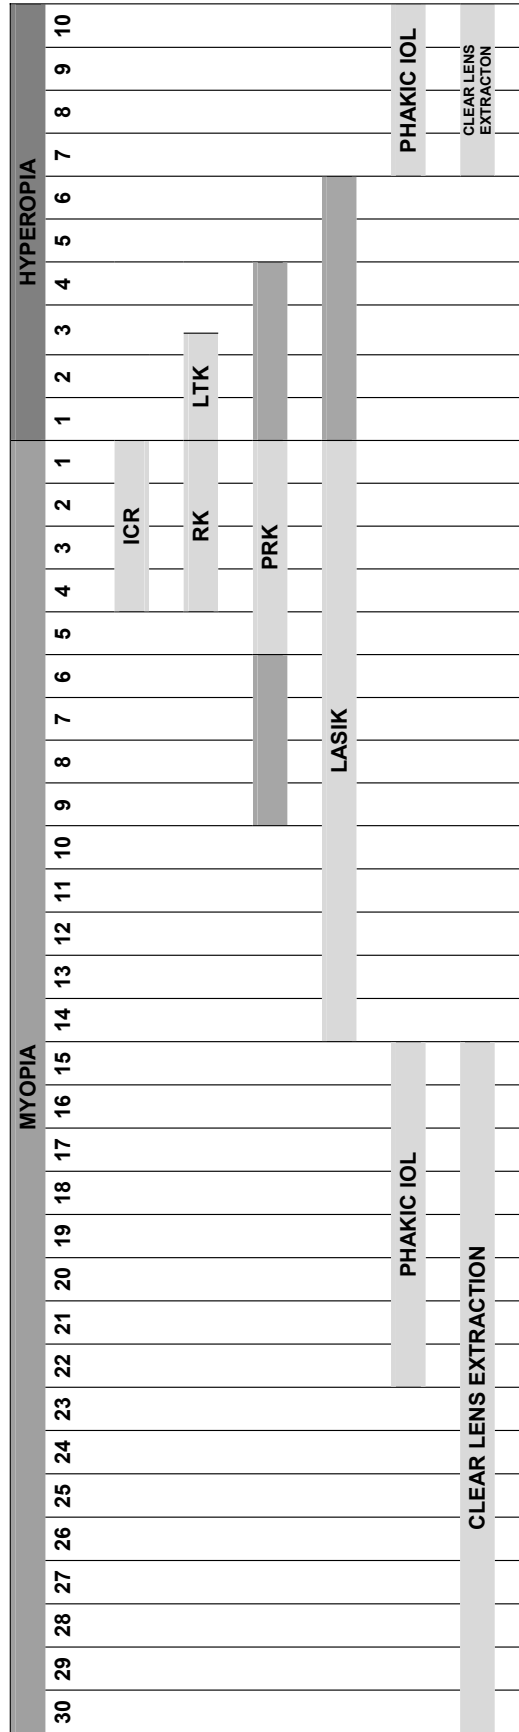 MYOPIA HYPEROPIA
30 29 28 27 26 25 24 23 22 21 20 19 18 17 16 15 14 13 12 11 10 9 8 7 6 5 4 3 2 1 1 2 3 4 5 6 7 8 9 10
ICR
RK LTK
PRK
LASIK
PHAKIC IOL PHAKIC IOL
CLEAR LENS EXTRACTION
CLEAR LENS
EXTRACTON